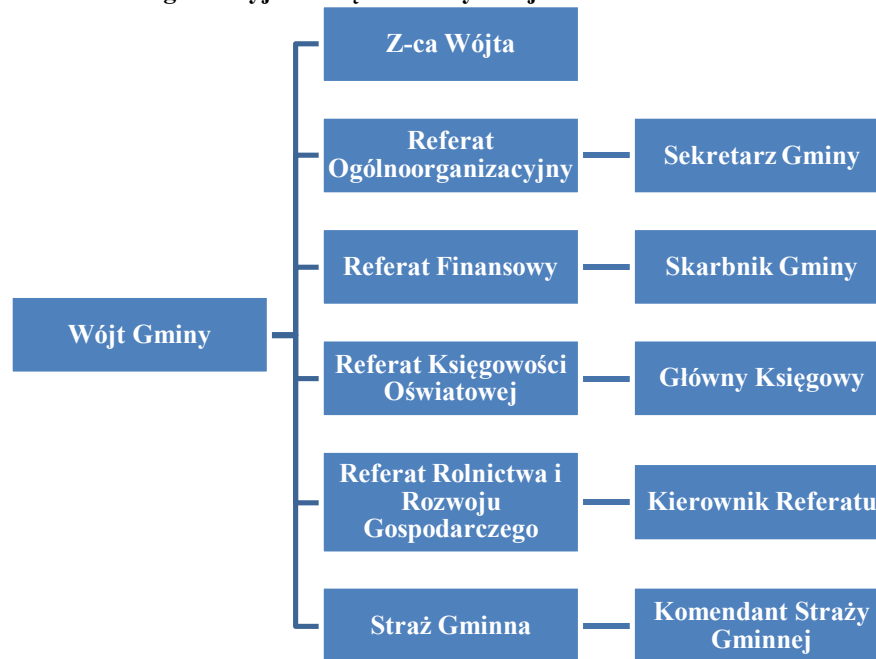 Z-ca Wójta
Referat
Ogólnoorganizacyjny
Sekretarz Gminy
Referat Finansowy
Skarbnik Gminy
Wójt Gminy
Referat Księgowości
Oświatowej
Główny Księgowy
Referat Rolnictwa i
Rozwoju
Gospodarczego
Kierownik Referatu
Straż Gminna
Komendant Straży
Gminnej